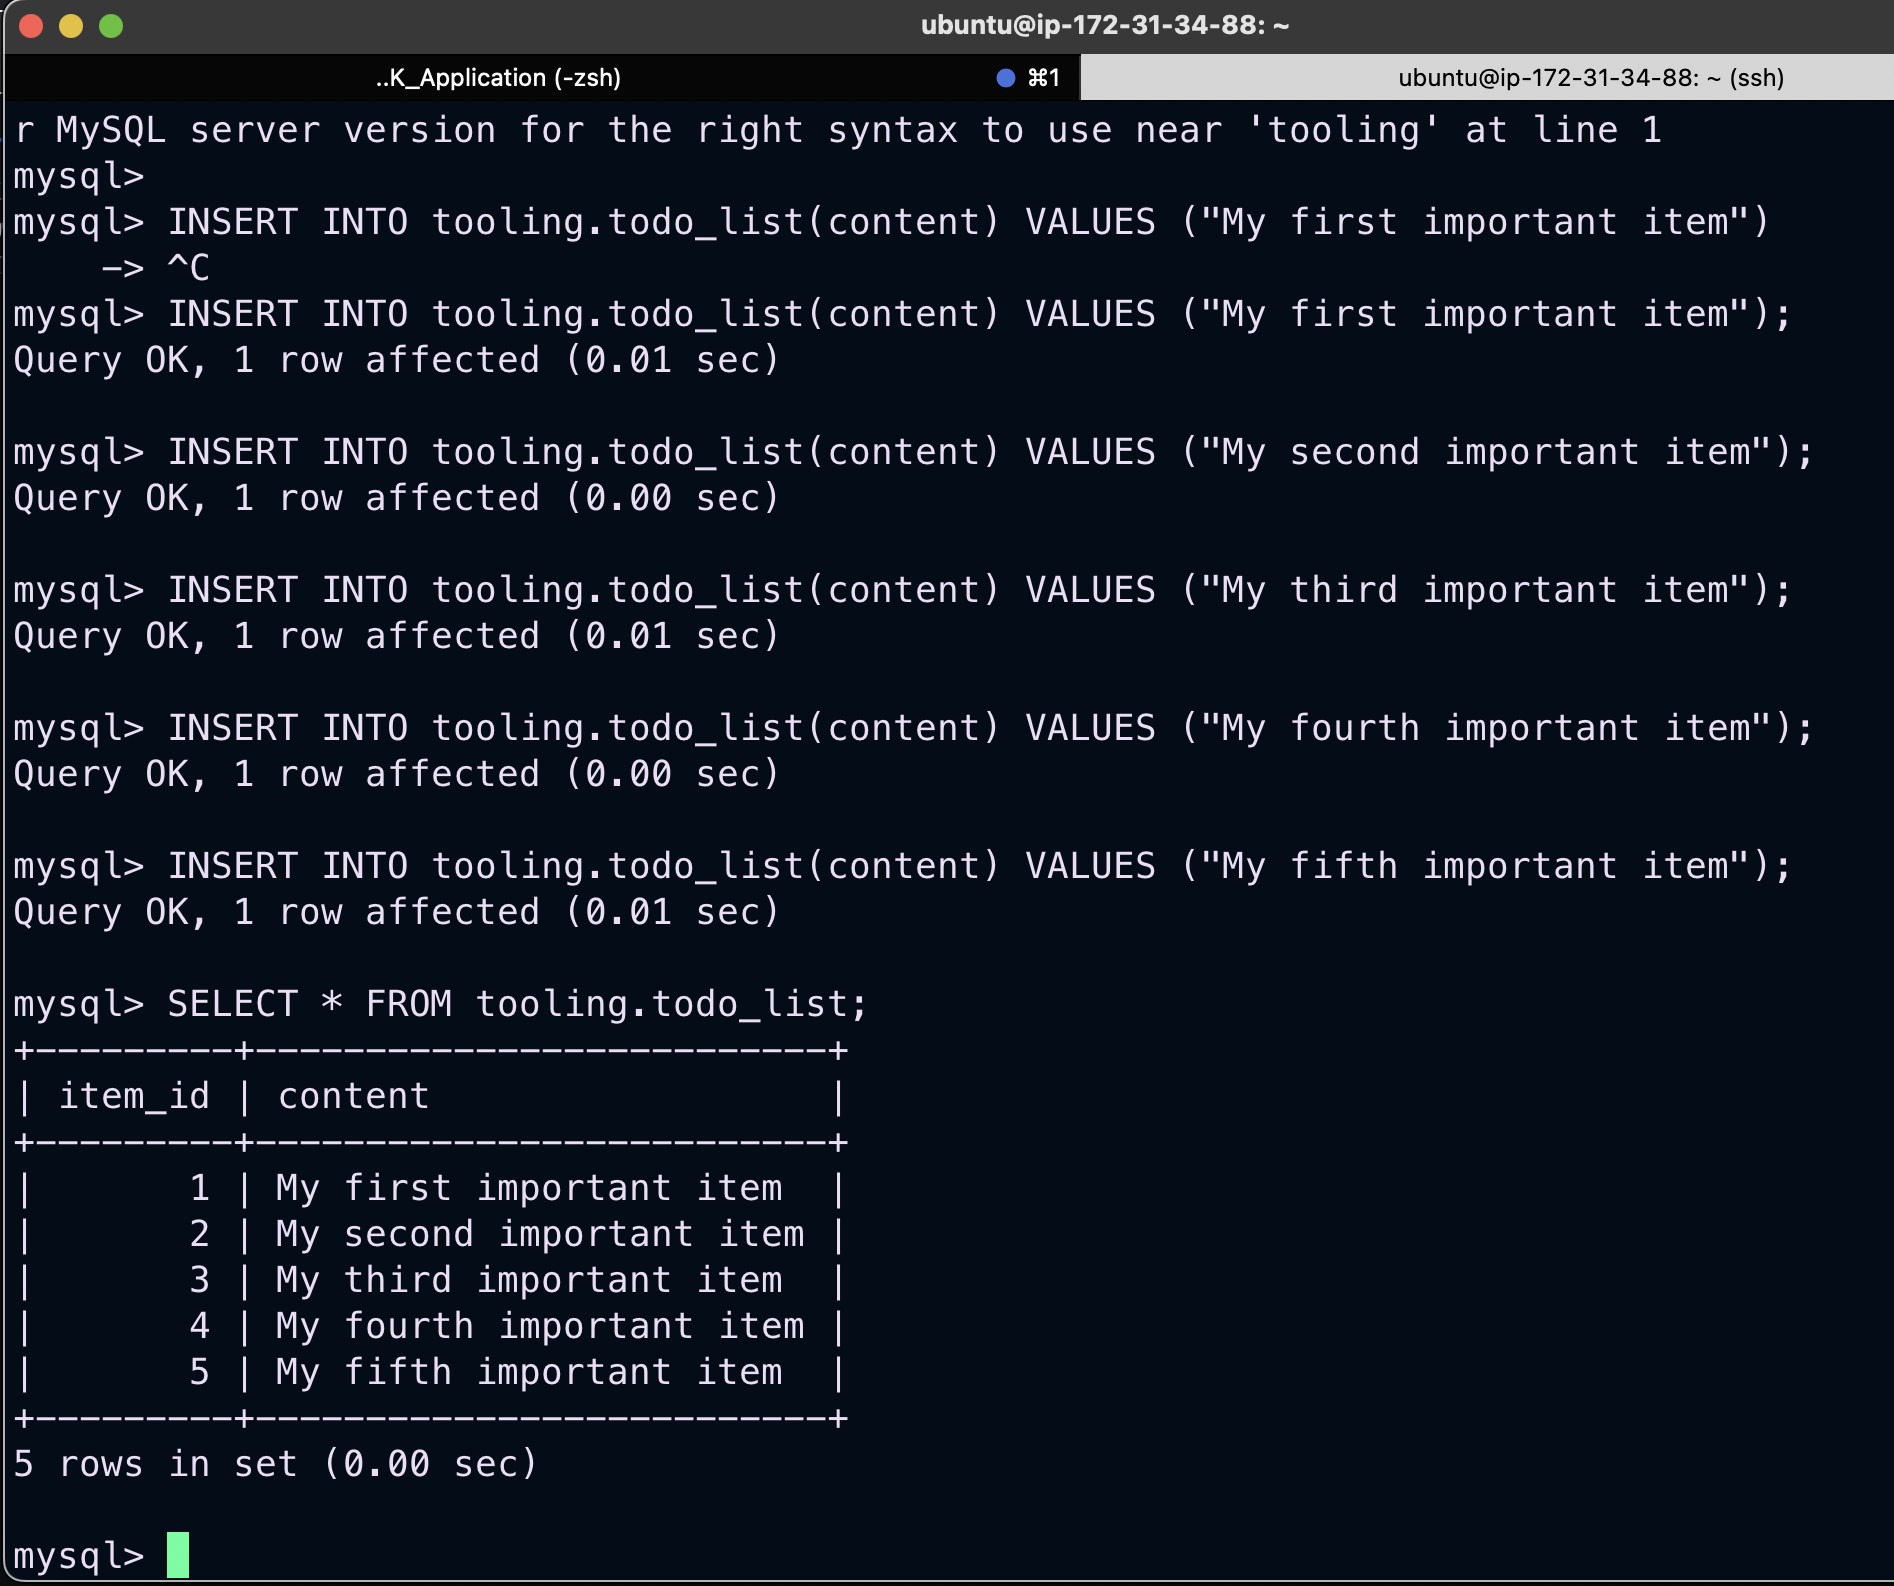 ubuntu@ip-172-31-34-88: ~
..K_Application (-zsh) ⌘1 ubuntu@ip-172-31-34-88: ~ (ssh)
r MySQL server version for the right syntax to use near 'tooling' at line 1
mysql>
mysql> INSERT INTO tooling.todo_list(content) VALUES ("My first important item")
    -> ^C
mysql> INSERT INTO tooling.todo_list(content) VALUES ("My first important item");
Query OK, 1 row affected (0.01 sec)

mysql> INSERT INTO tooling.todo_list(content) VALUES ("My second important item");
Query OK, 1 row affected (0.00 sec)

mysql> INSERT INTO tooling.todo_list(content) VALUES ("My third important item");
Query OK, 1 row affected (0.01 sec)

mysql> INSERT INTO tooling.todo_list(content) VALUES ("My fourth important item");
Query OK, 1 row affected (0.00 sec)

mysql> INSERT INTO tooling.todo_list(content) VALUES ("My fifth important item");
Query OK, 1 row affected (0.01 sec)

mysql> SELECT * FROM tooling.todo_list;
+---------+--------------------------+
| item_id | content                  |
+---------+--------------------------+
|       1 | My first important item  |
|       2 | My second important item |
|       3 | My third important item  |
|       4 | My fourth important item |
|       5 | My fifth important item  |
+---------+--------------------------+
5 rows in set (0.00 sec)

mysql>